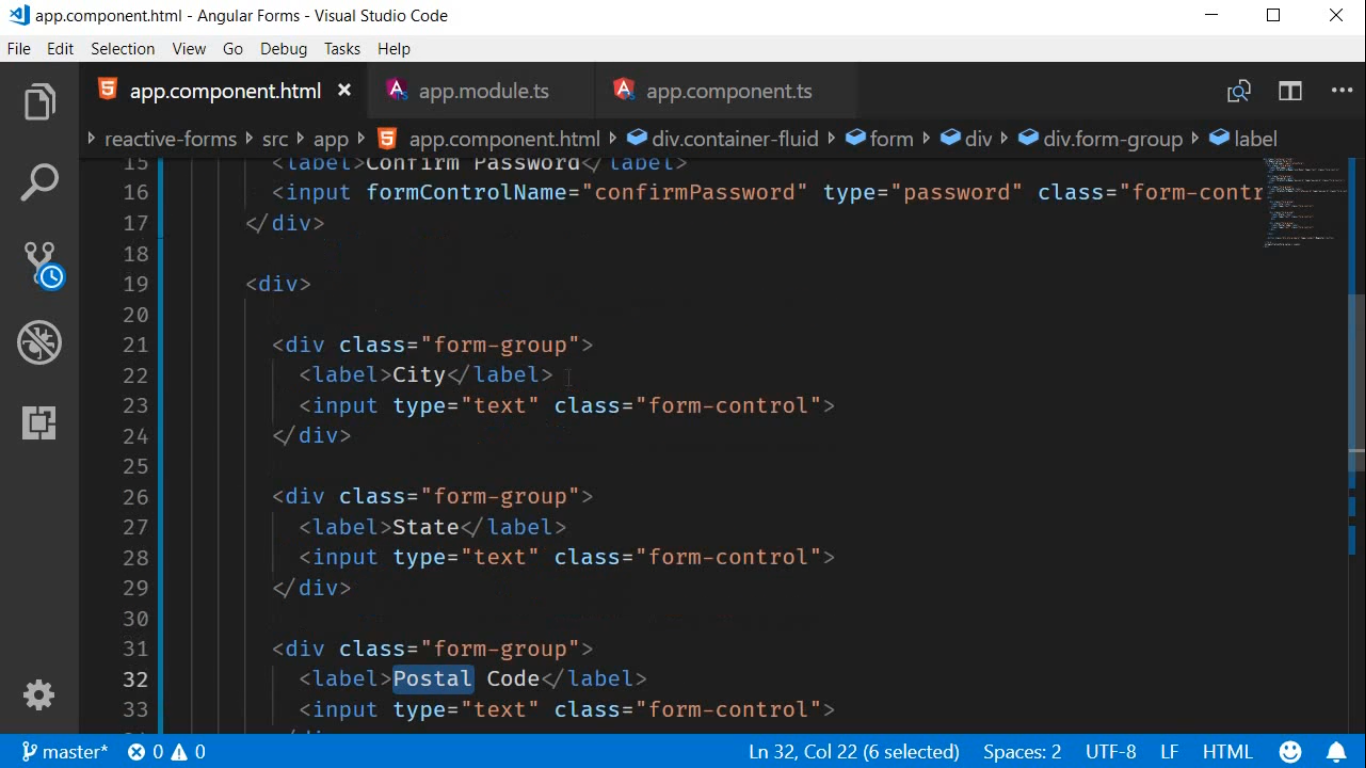 app.component.html - Angular Forms - Visual Studio Code
File Edit Selection View Go Debug Tasks Help
app.component.html app.module.ts app.component.ts
reactive-forms src app app.component.html div.container-fluid form div div.form-group label
15 <label>Confirm Password</label>
16 <input formControlName="confirmPassword" type="password" class="form-contr
17 </div>
18
19 <div>
20
21 <div class="form-group">
22 <label>City</label>
23 <input type="text" class="form-control">
24 </div>
25
26 <div class="form-group">
27 <label>State</label>
28 <input type="text" class="form-control">
29 </div>
30
31 <div class="form-group">
32 <label>Postal Code</label>
33 <input type="text" class="form-control">
master* 0 0 Ln 32, Col 22 (6 selected) Spaces: 2 UTF-8 LF HTML